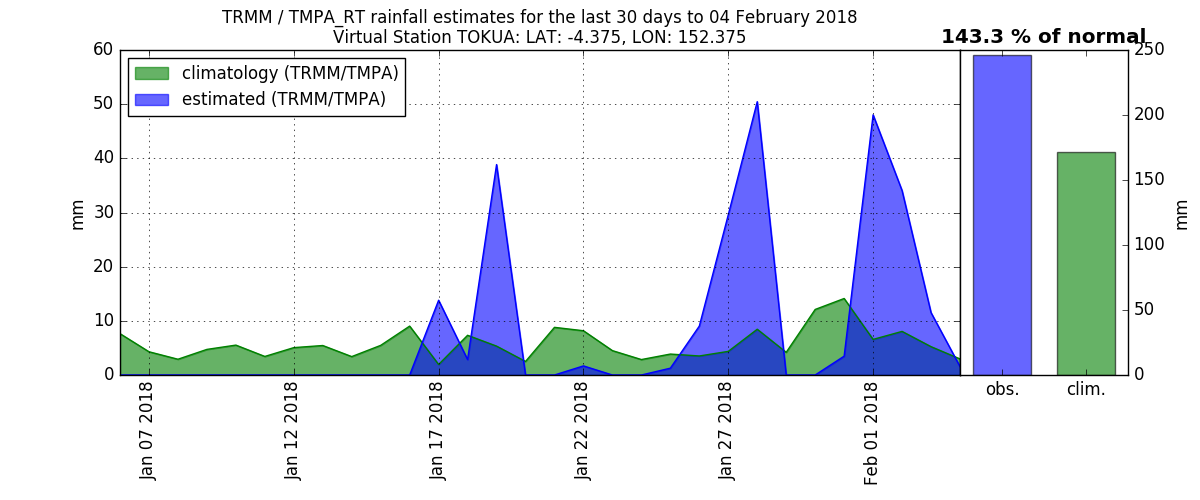 TRMM / TMPA_RT rainfall estimates for the last 30 days to 04 February 2018
Virtual Station TOKUA: LAT: -4.375, LON: 152.375
143.3 % of normal
climatology (TRMM/TMPA)
estimated (TRMM/TMPA)
60
50
40
30
20
10
0
mm
250
200
150
100
50
0
mm
Jan 07 2018
Jan 12 2018
Jan 17 2018
Jan 22 2018
Jan 27 2018
Feb 01 2018
obs.
clim.